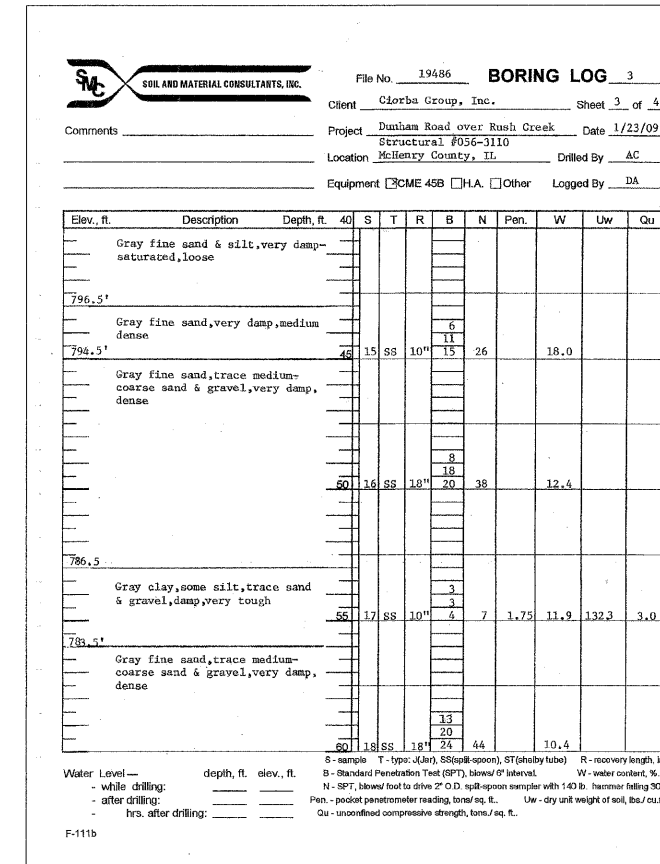 SMC SOIL AND MATERIAL CONSULTANTS, INC.
File No. 19486 BORING LOG 3
Client Ciorba Group, Inc. Sheet 3 of 4
Comments Project Dunham Road over Rush Creek Date 1/23/09
Structural #056-3110
Location McHenry County, IL Drilled By AC
Equipment ☒CME 45B ☐H.A. ☐Other Logged By DA
Elev., ft. Description Depth, ft. 40 S T R B N Pen. W Uw Qu
Gray fine sand & silt,very damp-
saturated,loose
796.5'
Gray fine sand,very damp,medium 6
dense 11
794.5' 45 15 SS 10" 15 26 18.0
Gray fine sand,trace medium-
coarse sand & gravel,very damp,
dense
8
18
50 16 SS 18" 20 38 12.4
786.5
Gray clay,some silt,trace sand 3
& gravel,damp,very tough 3
55 17 SS 10" 4 7 1.75 11.9 132.3 3.0
783.5'
Gray fine sand,trace medium-
coarse sand & gravel,very damp,
dense
13
20
60 18 SS 18" 24 44 10.4
S - sample T - type: J(Jar), SS(split-spoon), ST(shelby tube) R - recovery length, i
Water Level— depth, ft. elev., ft. B - Standard Penetration Test (SPT), blows/ 6" interval. W - water content, %.
- while drilling: N - SPT, blows/ foot to drive 2" O.D. split-spoon sampler with 140 lb. hammer falling 30
- after drilling: Pen. - pocket penetrometer reading, tons/ sq. ft.. Uw - dry unit weight of soil, lbs./ cu.
- hrs. after drilling: Qu - unconfined compressive strength, tons./ sq. ft..
F-111b